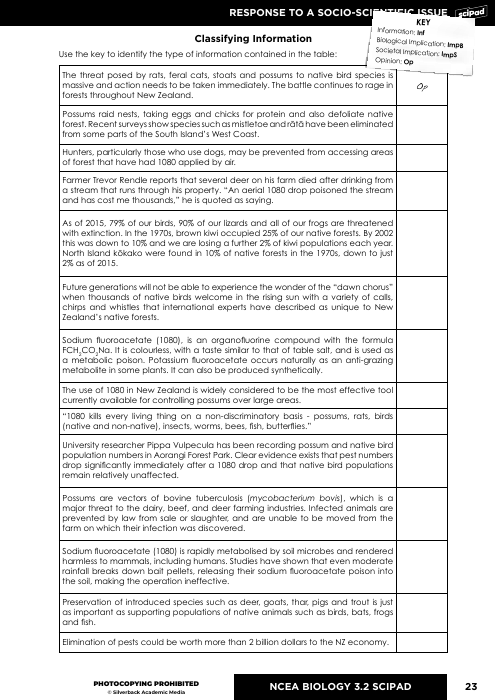 RESPONSE TO A SOCIO-SCIENTIFIC ISSUE
scipad
KEY
Information: Inf
Biological Implication: ImpB
Societal Implication: ImpS
Opinion: Op
Classifying Information
Use the key to identify the type of information contained in the table:
The threat posed by rats, feral cats, stoats and possums to native bird species is
massive and action needs to be taken immediately. The battle continues to rage in
forests throughout New Zealand.
Op
Possums raid nests, taking eggs and chicks for protein and also defoliate native
forest. Recent surveys show species such as mistletoe and rātā have been eliminated
from some parts of the South Island's West Coast.
Hunters, particularly those who use dogs, may be prevented from accessing areas
of forest that have had 1080 applied by air.
Farmer Trevor Rendle reports that several deer on his farm died after drinking from
a stream that runs through his property. "An aerial 1080 drop poisoned the stream
and has cost me thousands," he is quoted as saying.
As of 2015, 79% of our birds, 90% of our lizards and all of our frogs are threatened
with extinction. In the 1970s, brown kiwi occupied 25% of our native forests. By 2002
this was down to 10% and we are losing a further 2% of kiwi populations each year.
North Island kōkako were found in 10% of native forests in the 1970s, down to just
2% as of 2015.
Future generations will not be able to experience the wonder of the "dawn chorus"
when thousands of native birds welcome in the rising sun with a variety of calls,
chirps and whistles that international experts have described as unique to New
Zealand's native forests.
Sodium fluoroacetate (1080), is an organofluorine compound with the formula
FCH₂CO₂Na. It is colourless, with a taste similar to that of table salt, and is used as
a metabolic poison. Potassium fluoroacetate occurs naturally as an anti-grazing
metabolite in some plants. It can also be produced synthetically.
The use of 1080 in New Zealand is widely considered to be the most effective tool
currently available for controlling possums over large areas.
"1080 kills every living thing on a non-discriminatory basis - possums, rats, birds
(native and non-native), insects, worms, bees, fish, butterflies."
University researcher Pippa Vulpecula has been recording possum and native bird
population numbers in Aorangi Forest Park. Clear evidence exists that pest numbers
drop significantly immediately after a 1080 drop and that native bird populations
remain relatively unaffected.
Possums are vectors of bovine tuberculosis (mycobacterium bovis), which is a
major threat to the dairy, beef, and deer farming industries. Infected animals are
prevented by law from sale or slaughter, and are unable to be moved from the
farm on which their infection was discovered.
Sodium fluoroacetate (1080) is rapidly metabolised by soil microbes and rendered
harmless to mammals, including humans. Studies have shown that even moderate
rainfall breaks down bait pellets, releasing their sodium fluoroacetate poison into
the soil, making the operation ineffective.
Preservation of introduced species such as deer, goats, thar, pigs and trout is just
as important as supporting populations of native animals such as birds, bats, frogs
and fish.
Elimination of pests could be worth more than 2 billion dollars to the NZ economy.
PHOTOCOPYING PROHIBITED
© Silverback Academic Media
NCEA BIOLOGY 3.2 SCIPAD
23